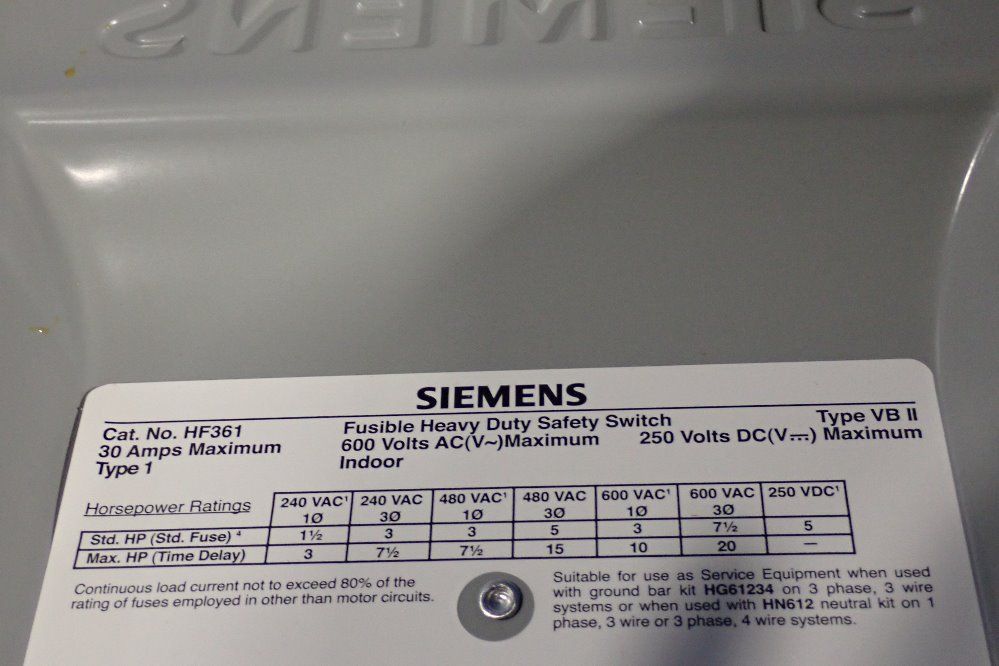 SIEMENS
SIEMENS
Cat. No. HF361 Fusible Heavy Duty Safety Switch Type VB II
30 Amps Maximum 600 Volts AC(V~)Maximum 250 Volts DC(V⎓) Maximum
Type 1 Indoor
Horsepower Ratings 240 VAC¹ 240 VAC 480 VAC¹ 480 VAC 600 VAC¹ 600 VAC 250 VDC¹
1Ø 3Ø 1Ø 3Ø 1Ø 3Ø
Std. HP (Std. Fuse) ⁴ 1½ 3 3 5 3 7½ 5
Max. HP (Time Delay) 3 7½ 7½ 15 10 20 —
Continuous load current not to exceed 80% of the
rating of fuses employed in other than motor circuits.
Suitable for use as Service Equipment when used
with ground bar kit HG61234 on 3 phase, 3 wire
systems or when used with HN612 neutral kit on 1
phase, 3 wire or 3 phase, 4 wire systems.